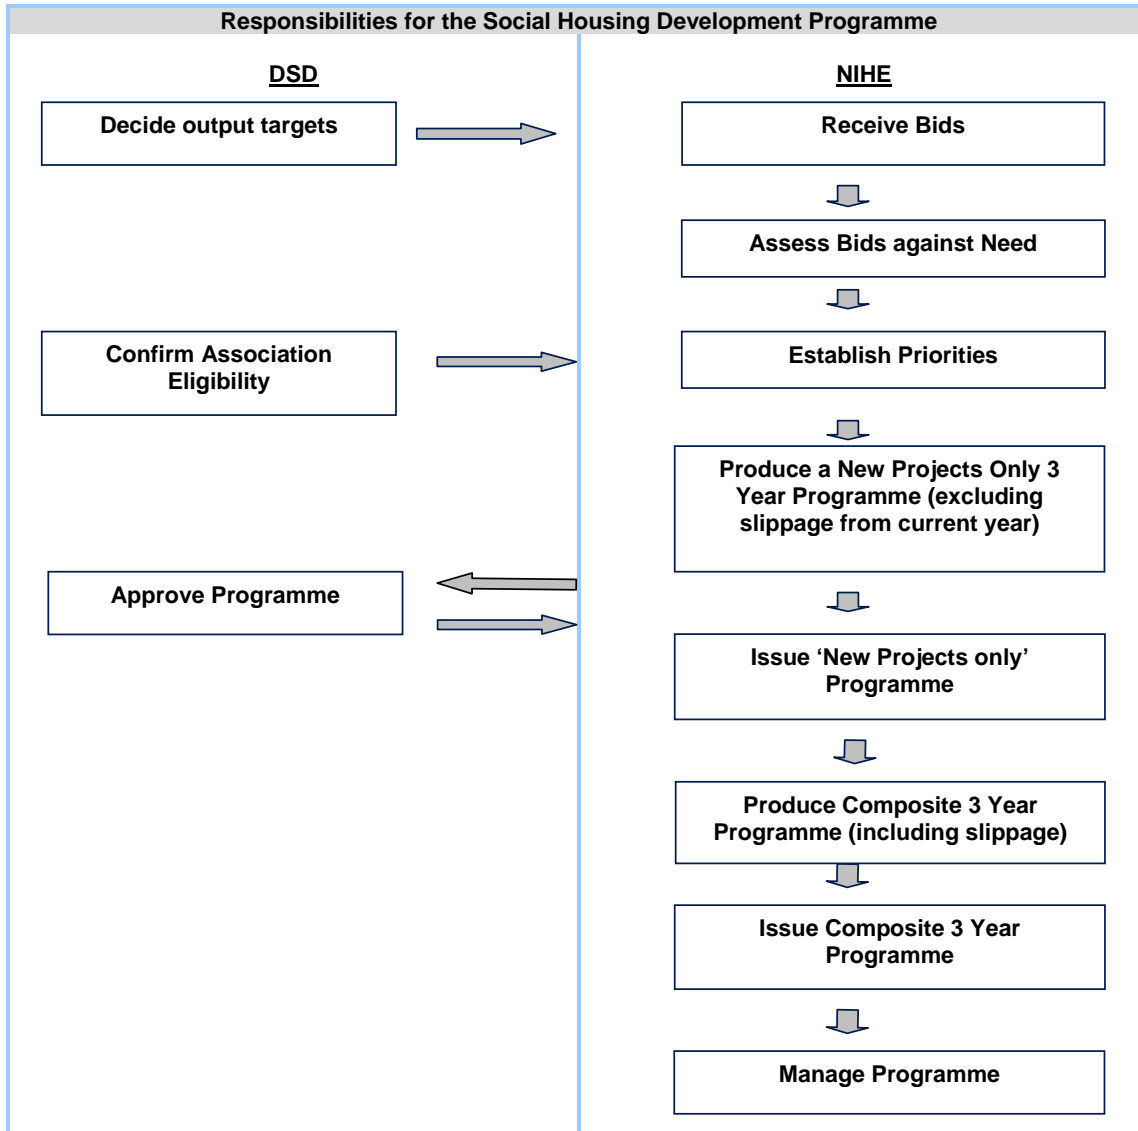 Responsibilities for the Social Housing Development Programme
DSD
NIHE
Decide output targets
Receive Bids
Assess Bids against Need
Confirm Association
Eligibility
Establish Priorities
Produce a New Projects Only 3
Year Programme (excluding
slippage from current year)
Approve Programme
Issue ‘New Projects only’
Programme
Produce Composite 3 Year
Programme (including slippage)
Issue Composite 3 Year
Programme
Manage Programme